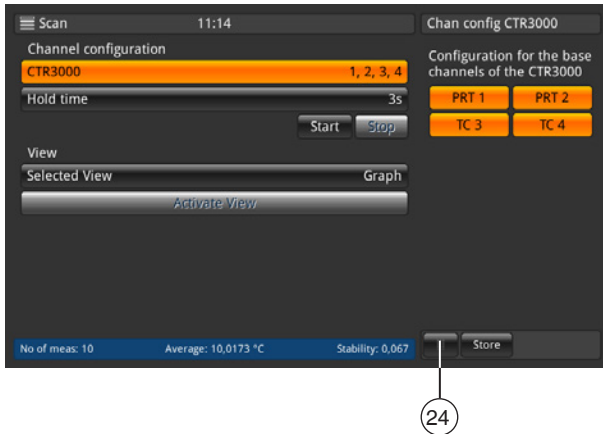 Scan 11:14 Chan config CTR3000
Channel configuration
CTR3000 1, 2, 3, 4
Hold time 3s
Start Stop
View
Selected View Graph
Activate View
Configuration for the base
channels of the CTR3000
PRT 1 PRT 2
TC 3 TC 4
No of meas: 10 Average: 10,0173 °C Stability: 0,067
Store
24